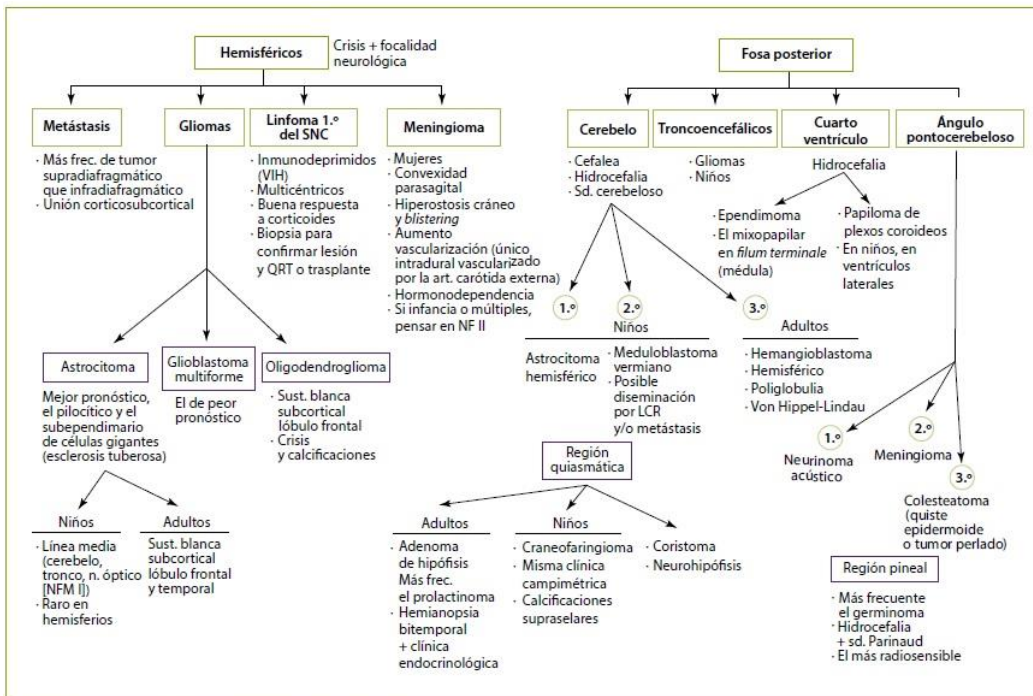 Hemisféricos
Crisis + focalidad
neurológica
Metástasis
· Más frec. de tumor
supradiafragmático
que infradiafragmático
· Unión corticosubcortical
Gliomas
Linfoma 1.º
del SNC
· Inmunodeprimidos
(VIH)
· Multicéntricos
· Buena respuesta
a corticoides
· Biopsia para
confirmar lesión
y QRT o trasplante
Meningioma
· Mujeres
· Convexidad
parasagital
· Hiperostosis cráneo
y blistering
· Aumento
vascularización (único
intradural vascularizado
por la art. carótida externa)
· Hormonodependencia
· Si infancia o múltiples,
pensar en NF II
Astrocitoma
Mejor pronóstico,
el pilocítico y el
subependimario
de células gigantes
(esclerosis tuberosa)
Glioblastoma
multiforme
El de peor
pronóstico
Oligodendroglioma
· Sust. blanca
subcortical
lóbulo frontal
· Crisis
y calcificaciones
Niños
· Línea media
(cerebelo,
tronco, n. óptico
[NFM I])
· Raro en
hemisferios
Adultos
Sust. blanca
subcortical
lóbulo frontal
y temporal
Fosa posterior
Cerebelo
· Cefalea
· Hidrocefalia
· Sd. cerebeloso
Troncoencefálicos
· Gliomas
· Niños
Cuarto
ventrículo
Hidrocefalia
· Ependimoma
· El mixopapilar
en filum terminale
(médula)
· Papiloma de
plexos coroideos
· En niños, en
ventrículos
laterales
Ángulo
pontocerebeloso
1.º
2.º
3.º
Niños
Astrocitoma
hemisférico
· Meduloblastoma
vermiano
· Posible
diseminación
por LCR
y/o metástasis
Adultos
· Hemangioblastoma
· Hemisférico
· Poliglobulia
· Von Hippel-Lindau
1.º
Neurinoma
acústico
2.º
Meningioma
3.º
Colesteatoma
(quiste
epidermoide
o tumor perlado)
Región
quiasmática
Adultos
· Adenoma
de hipófisis
Más frec.
el prolactinoma
· Hemianopsia
bitemporal
+ clínica
endocrinológica
Niños
· Craneofaringioma
· Misma clínica
campimétrica
· Calcificaciones
supraselares
· Coristoma
· Neurohipófisis
Región pineal
· Más frecuente
el germinoma
· Hidrocefalia
+ sd. Parinaud
· El más radiosensible